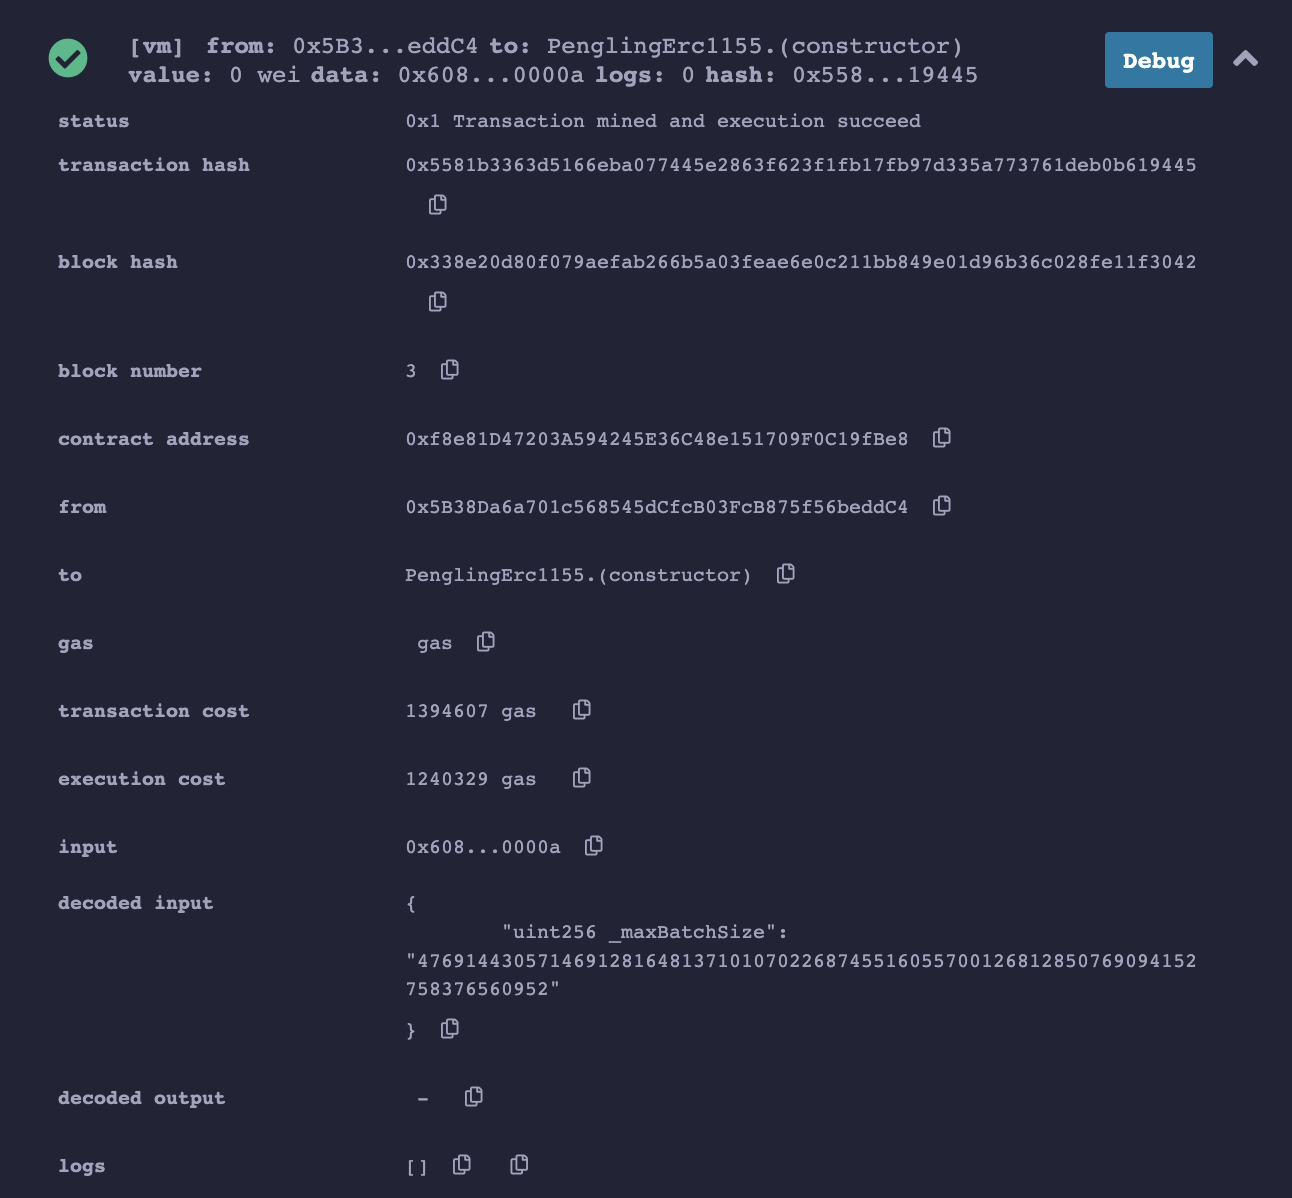 [vm] from: 0x5B3...eddC4 to: PenglingErc1155.(constructor)
value: 0 wei data: 0x608...0000a logs: 0 hash: 0x558...19445
Debug
status 0x1 Transaction mined and execution succeed
transaction hash 0x5581b3363d5166eba077445e2863f623f1fb17fb97d335a773761deb0b619445
block hash 0x338e20d80f079aefab266b5a03feae6e0c211bb849e01d96b36c028fe11f3042
block number 3
contract address 0xf8e81D47203A594245E36C48e151709F0C19fBe8
from 0x5B38Da6a701c568545dCfcB03FcB875f56beddC4
to PenglingErc1155.(constructor)
gas gas
transaction cost 1394607 gas
execution cost 1240329 gas
input 0x608...0000a
decoded input {
"uint256 _maxBatchSize":
"47691443057146912816481371010702268745516055700126812850769094152
758376560952"
}
decoded output -
logs []